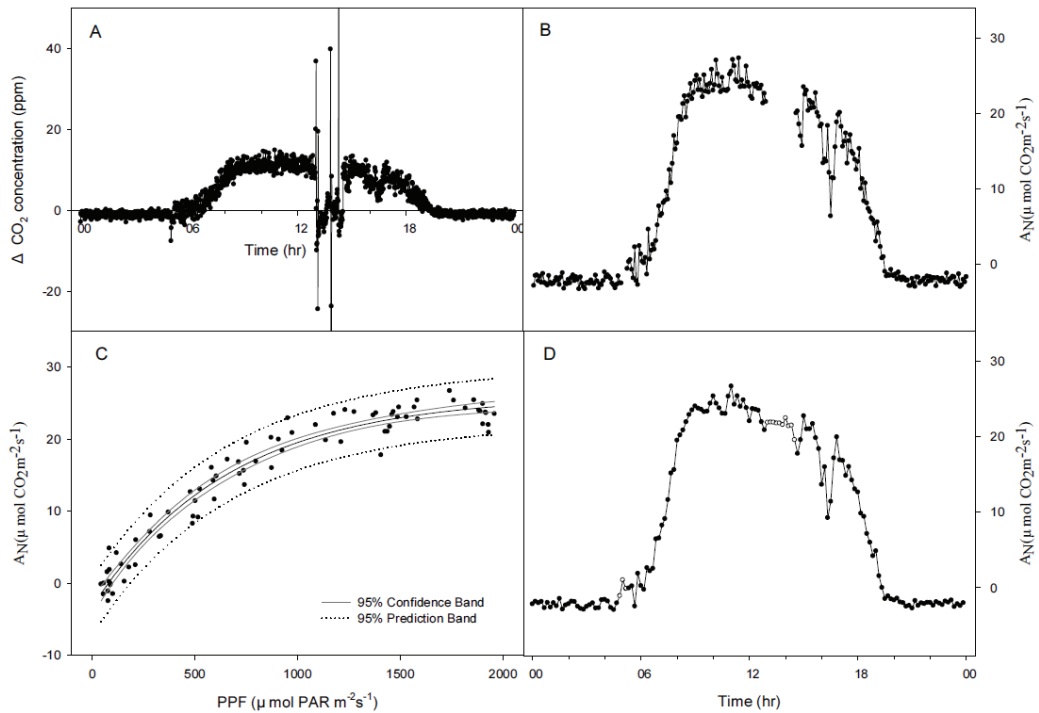 A
Δ CO2 concentration (ppm)
40
20
0
-20
00
06
12
18
00
Time (hr)
B
30
20
10
0
AN(μ mol CO2m-2s-1)
C
AN(μ mol CO2m-2s-1)
30
20
10
0
-10
95% Confidence Band
95% Prediction Band
0
500
1000
1500
2000
PPF (μ mol PAR m-2s-1)
D
30
20
10
0
AN(μ mol CO2m-2s-1)
00
06
12
18
00
Time (hr)